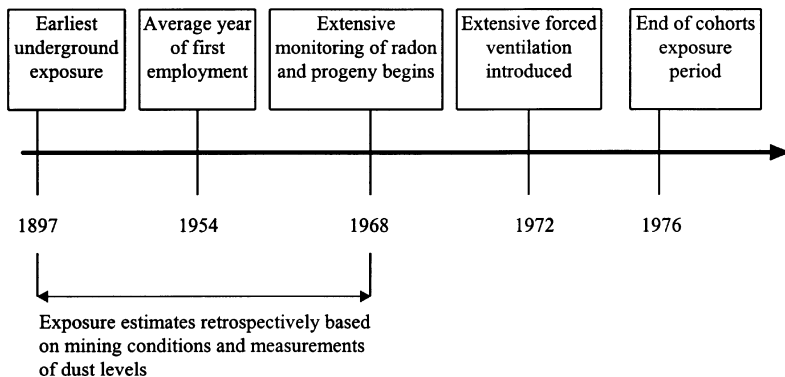 Earliest
underground
exposure
Average year
of first
employment
Extensive
monitoring of radon
and progeny begins
Extensive forced
ventilation
introduced
End of cohorts
exposure
period
1897
1954
1968
1972
1976
Exposure estimates retrospectively based
on mining conditions and measurements
of dust levels